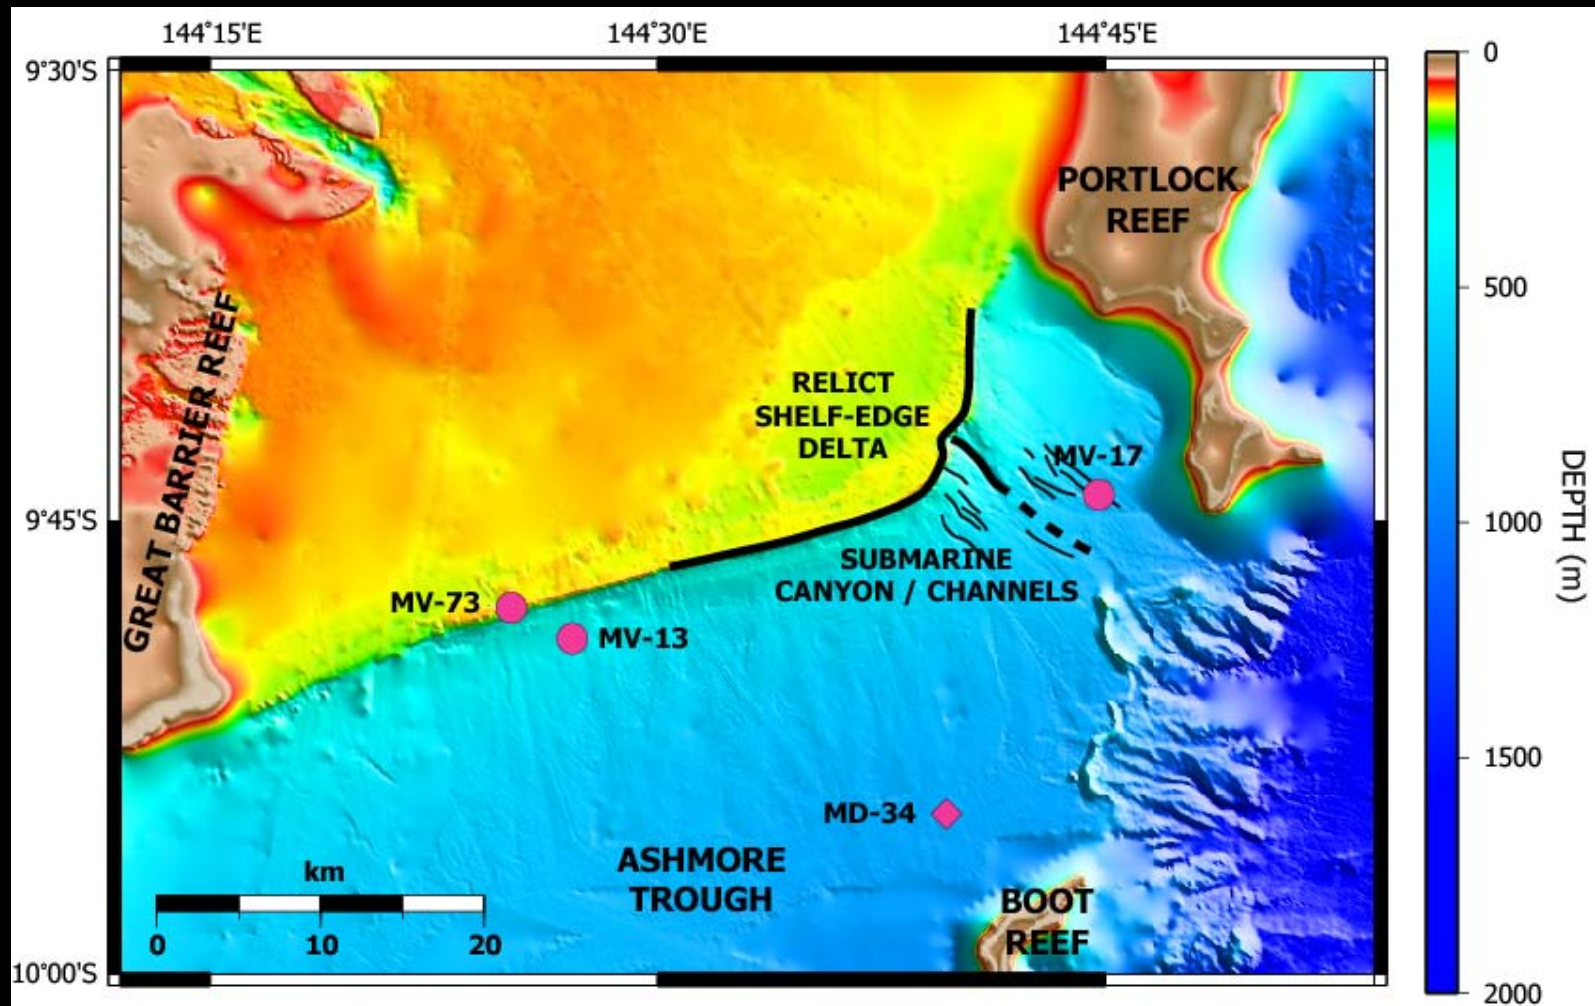 144°15'E
144°30'E
144°45'E
9°30'S
9°45'S
10°00'S
PORTLOCK
REEF
GREAT BARRIER REEF
RELICT
SHELF-EDGE
DELTA
MV-17
SUBMARINE
CANYON / CHANNELS
MV-73
MV-13
MD-34
ASHMORE
TROUGH
BOOT
REEF
km
0
10
20
0
500
1000
1500
2000
DEPTH (m)